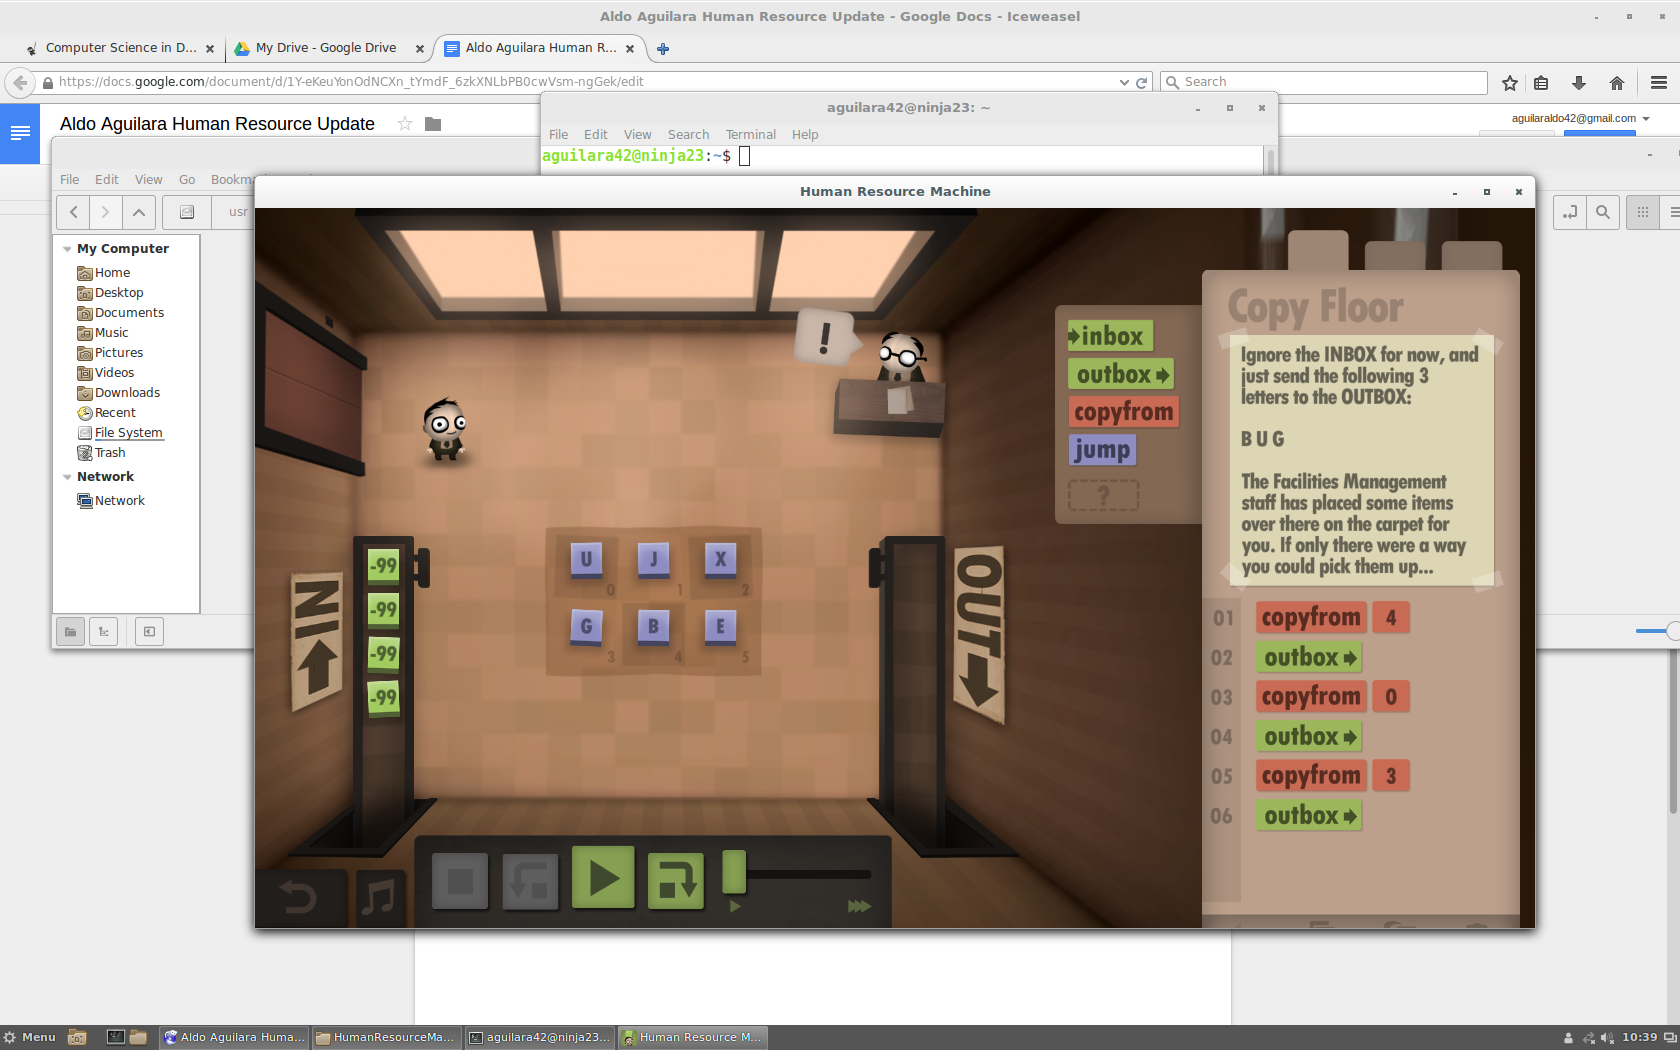 Aldo Aguilara Human Resource Update - Google Docs - Iceweasel
Computer Science in D...
My Drive - Google Drive
Aldo Aguilara Human R...
https://docs.google.com/document/d/1Y-eKeuYonOdNCXn_tYmdF_6zkXNLbPB0cwVsm-ngGek/edit
Search
Aldo Aguilara Human Resource Update
aguilaraldo42@gmail.com
aguilara42@ninja23: ~
File Edit View Search Terminal Help
aguilara42@ninja23:~$
File Edit View Go Bookm
usr
My Computer
Home
Desktop
Documents
Music
Pictures
Videos
Downloads
Recent
File System
Trash
Network
Network
Human Resource Machine
!
IN
-99
-99
-99
-99
U J X
0 1 2
G B E
3 4 5
OUT
inbox
outbox
copyfrom
jump
?
Copy Floor
Ignore the INBOX for now, and
just send the following 3
letters to the OUTBOX:
B U G
The Facilities Management
staff has placed some items
over there on the carpet for
you. If only there were a way
you could pick them up...
01 copyfrom 4
02 outbox
03 copyfrom 0
04 outbox
05 copyfrom 3
06 outbox
Menu
Aldo Aguilara Huma...
HumanResourceMa...
aguilara42@ninja23...
Human Resource M...
10:39